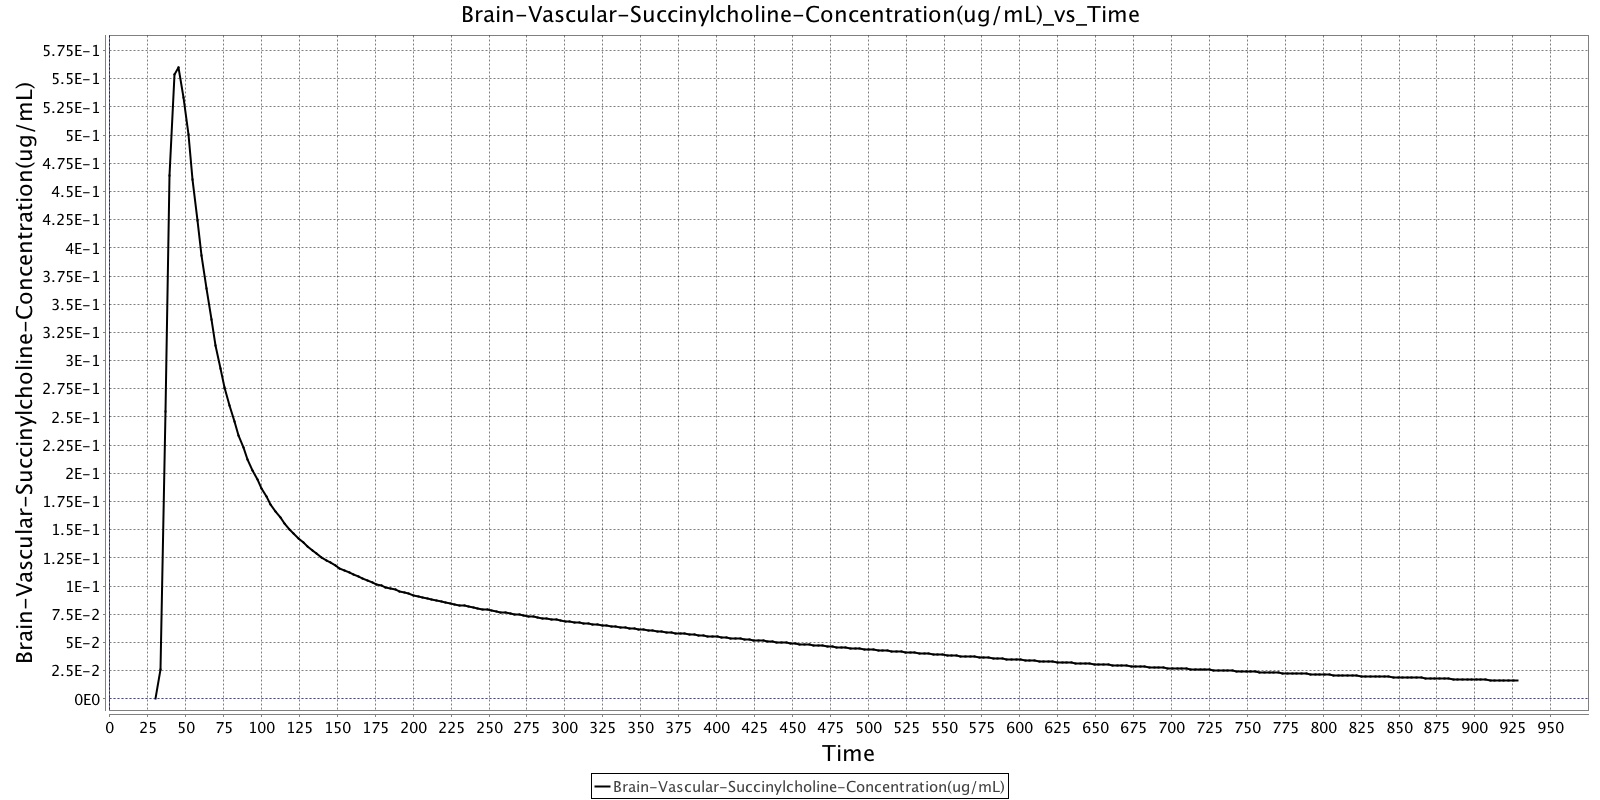 Brain-Vascular-Succinylcholine-Concentration(ug/mL)_vs_Time
Brain-Vascular-Succinylcholine-Concentration(ug/mL)
5.75E-1
5.5E-1
5.25E-1
5E-1
4.75E-1
4.5E-1
4.25E-1
4E-1
3.75E-1
3.5E-1
3.25E-1
3E-1
2.75E-1
2.5E-1
2.25E-1
2E-1
1.75E-1
1.5E-1
1.25E-1
1E-1
7.5E-2
5E-2
2.5E-2
0E0
0 25 50 75 100 125 150 175 200 225 250 275 300 325 350 375 400 425 450 475 500 525 550 575 600 625 650 675 700 725 750 775 800 825 850 875 900 925 950
Time
Brain-Vascular-Succinylcholine-Concentration(ug/mL)